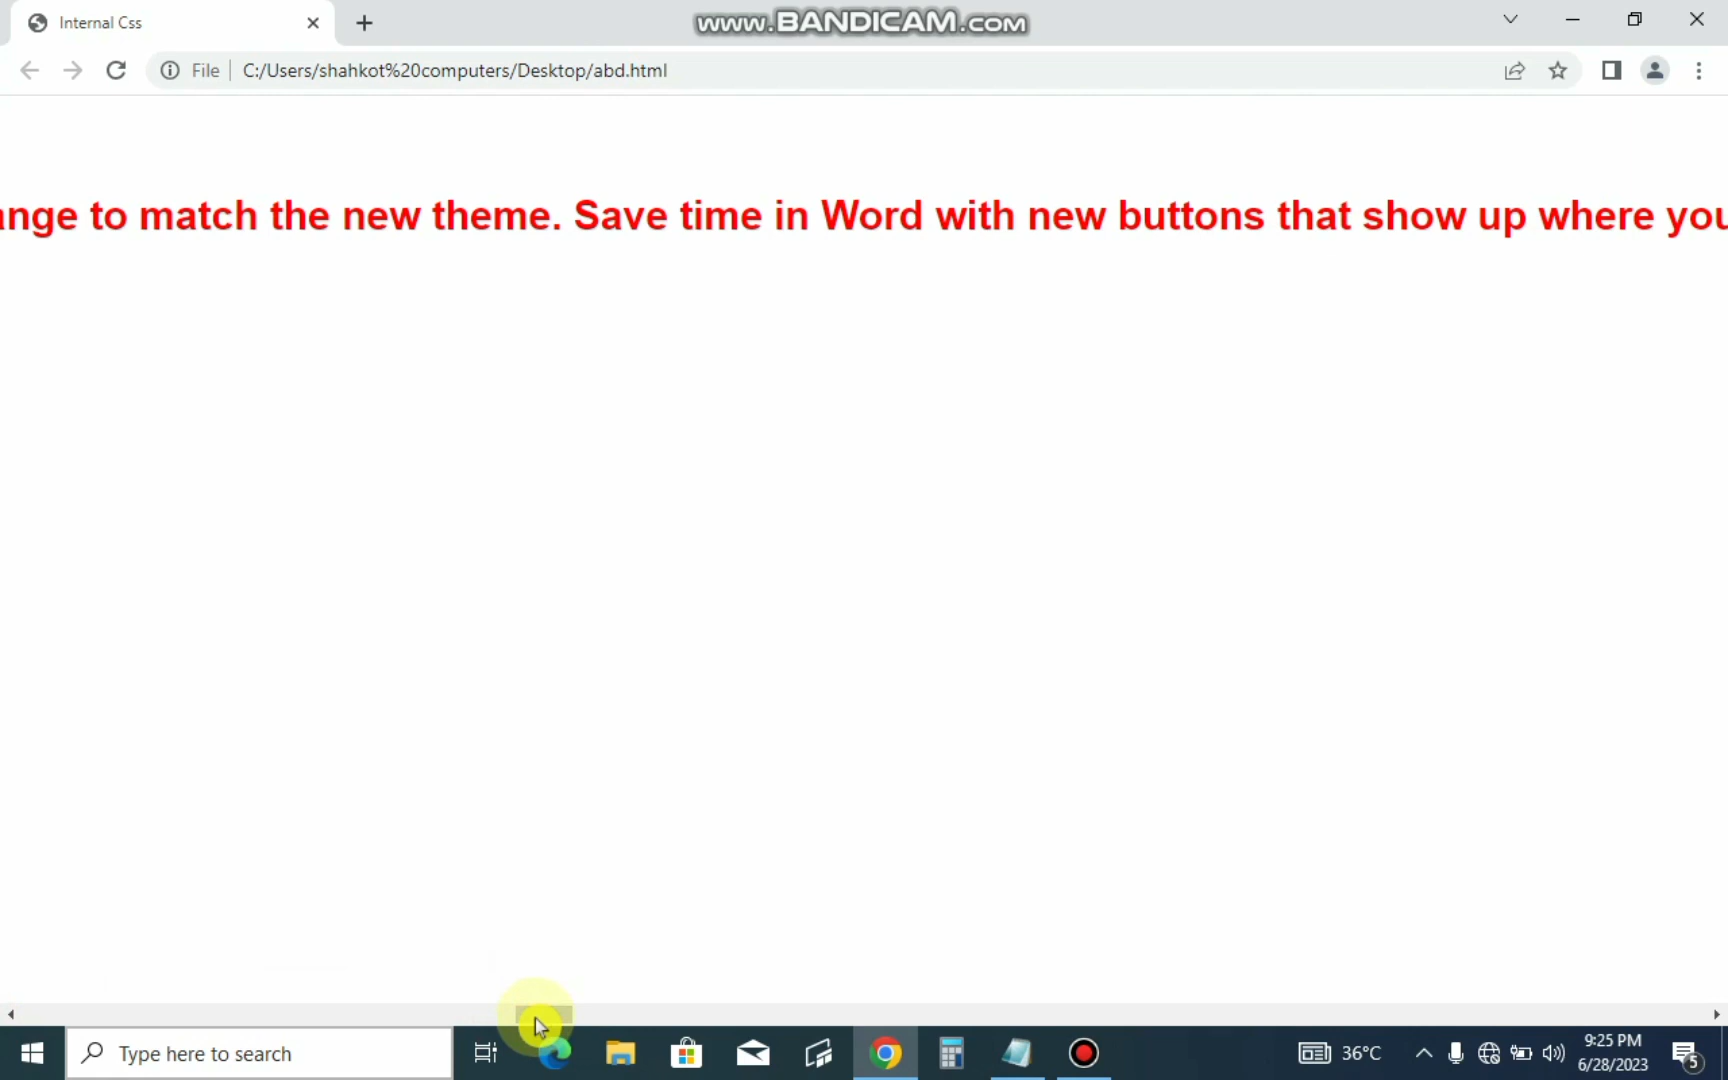 Internal Css
www.BANDICAM.com
File
C:/Users/shahkot%20computers/Desktop/abd.html
ange to match the new theme. Save time in Word with new buttons that show up where you
Type here to search
36°C
9:25 PM
6/28/2023
5